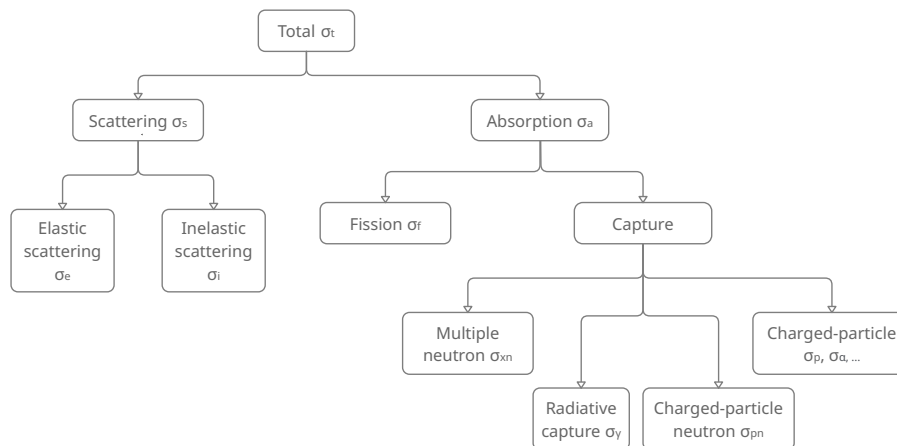 Total σt
Scattering σs
Absorption σa
Fission σf
Capture
Elastic
scattering
σe
Inelastic
scattering
σi
Multiple
neutron σxn
Charged-particle
σp, σα, ...
Radiative
capture σγ
Charged-particle
neutron σpn